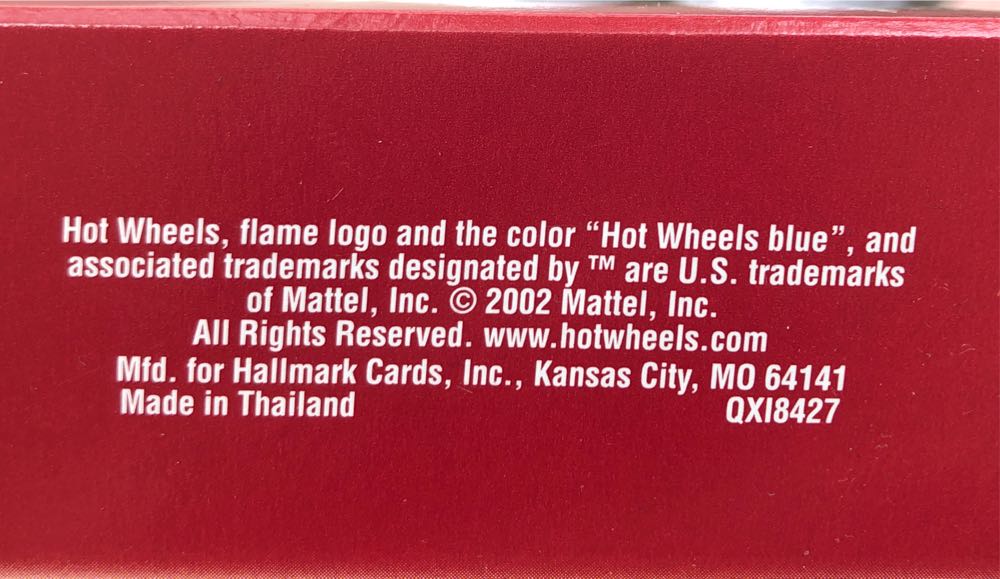 Hot Wheels, flame logo and the color “Hot Wheels blue”, and
associated trademarks designated by ™ are U.S. trademarks
of Mattel, Inc. © 2002 Mattel, Inc.
All Rights Reserved. www.hotwheels.com
Mfd. for Hallmark Cards, Inc., Kansas City, MO 64141
Made in Thailand QXI8427